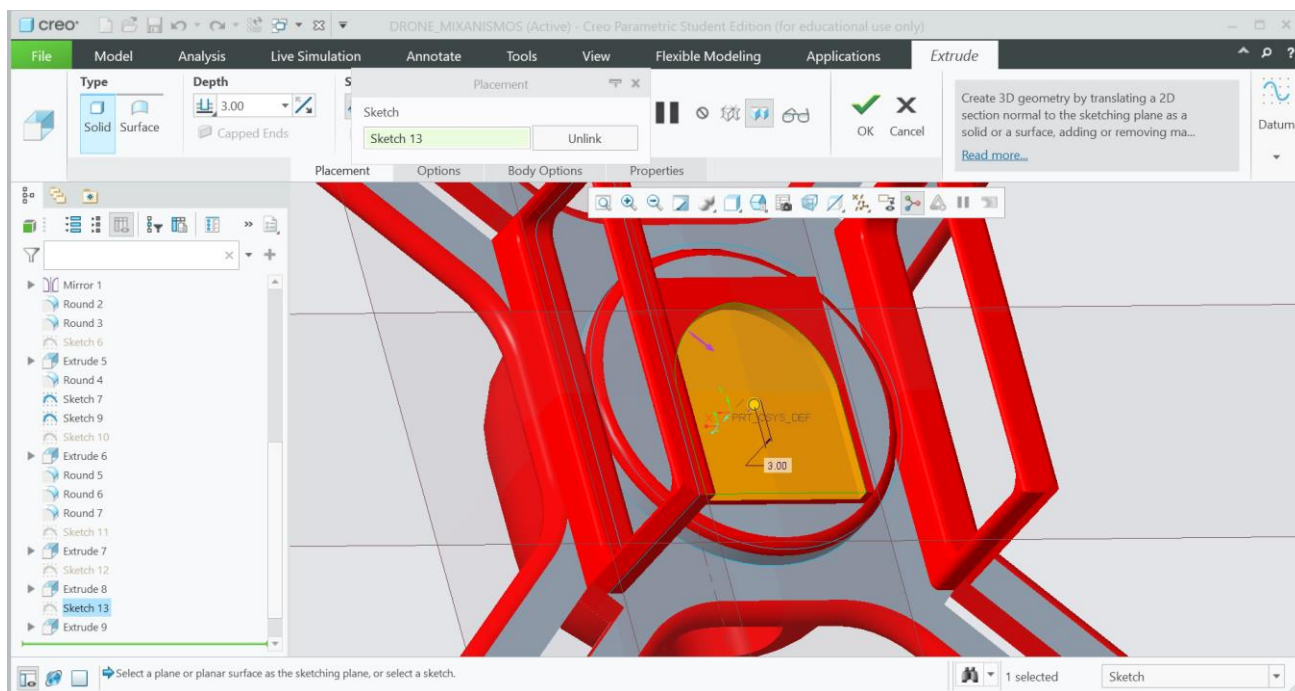 creo®
DRONE_MIXANISMOS (Active) - Creo Parametric Student Edition (for educational use only)
File Model Analysis Live Simulation Annotate Tools View Flexible Modeling Applications Extrude
Type Depth S Placement
Solid Surface 3.00 Capped Ends
Sketch
Sketch 13 Unlink
OK Cancel
Create 3D geometry by translating a 2D
section normal to the sketching plane as a
solid or a surface, adding or removing ma...
Read more...
Datum
Placement Options Body Options Properties
Mirror 1
Round 2
Round 3
Sketch 6
Extrude 5
Round 4
Sketch 7
Sketch 9
Sketch 10
Extrude 6
Round 5
Round 6
Round 7
Sketch 11
Extrude 7
Sketch 12
Extrude 8
Sketch 13
Extrude 9
PRT_CSYS_DEF
3.00
Select a plane or planar surface as the sketching plane, or select a sketch.
1 selected Sketch